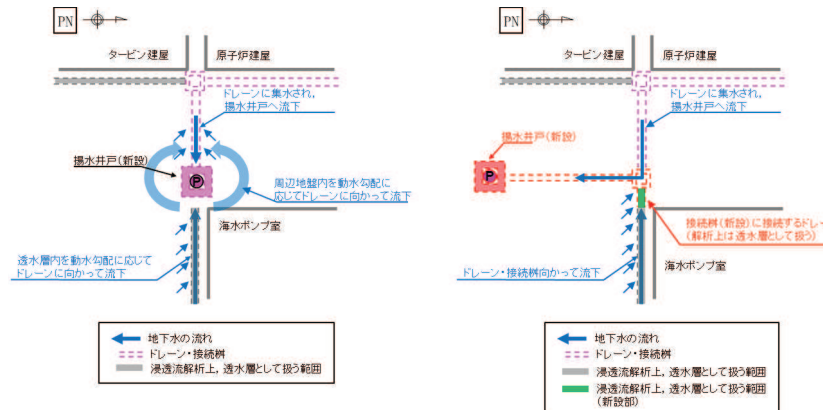 PN
タービン建屋
原子炉建屋
ドレーンに集水され,
揚水井戸へ流下
揚水井戸(新設)
P
周辺地盤内を動水勾配に
応じてドレーンに向かって流下
海水ポンプ室
透水層内を動水勾配に応じて
ドレーンに向かって流下
地下水の流れ
ドレーン・接続桝
浸透流解析上,透水層として扱う範囲
PN
タービン建屋
原子炉建屋
ドレーンに集水され,
揚水井戸へ流下
揚水井戸(新設)
P
接続桝(新設)に接続するドレーン
(解析上は透水層として扱う)
海水ポンプ室
ドレーン・接続桝向かって流下
地下水の流れ
ドレーン・接続桝
浸透流解析上,透水層として扱う範囲
浸透流解析上,透水層として扱う範囲
(新設部)